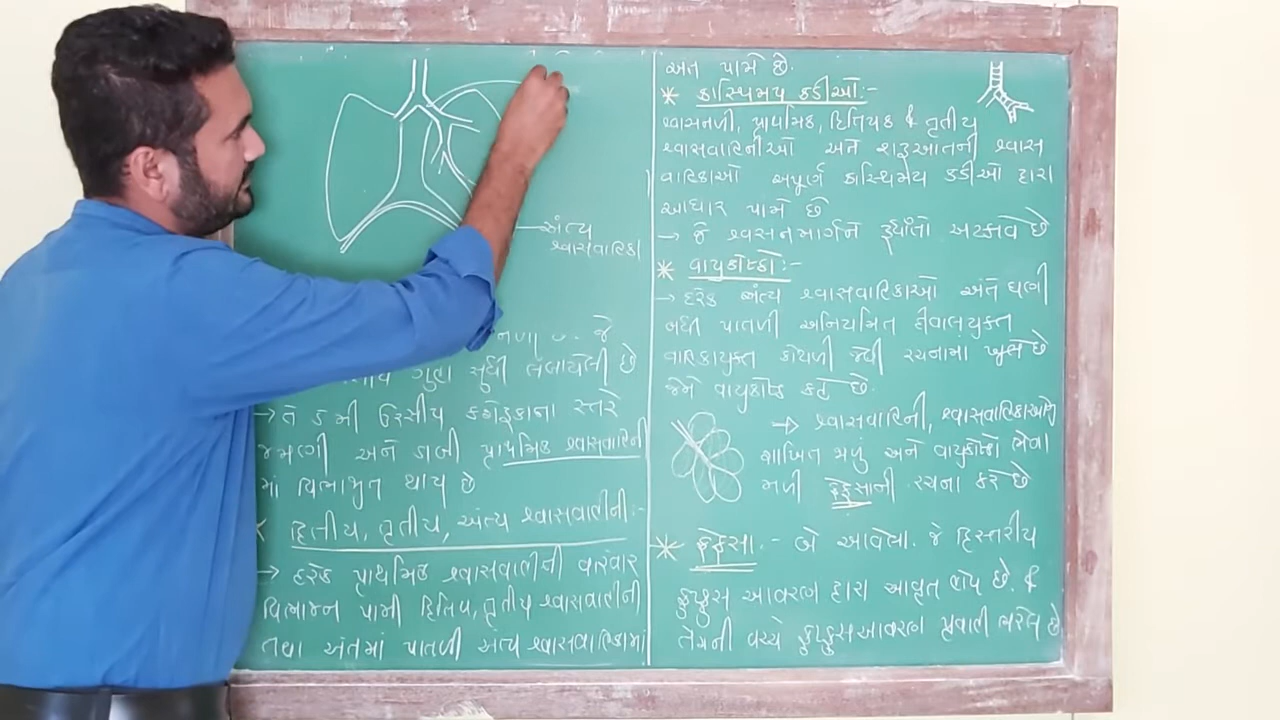 અંત્ય
શ્વાસવાહિકા
જે
ગુહા સુધી લંબાયેલી છે
→ તે 5 મી ઉરસીય કશેરૂકાના સ્તરે
જમણી અને ડાબી પ્રાથમિક શ્વાસવાહિની
માં વિભાજીત થાય છે
દ્વિતીય, તૃતીય, અંત્ય શ્વાસવાહીની:-
→ દરેક પ્રાથમિક શ્વાસવાહીની વારંવાર
વિભાજન પામી દ્વિતિય, તૃતીય શ્વાસવાહીની
તથા અંતમાં પાતળી અંત્ય શ્વાસવાહિકામાં
અંત પામે છે.
* કાસ્થિમય કડીઓ:-
શ્વાસનળી, પ્રાથમિક, દ્વિતિયક & તૃતીય
શ્વાસવાહિનીઓ અને શરૂઆતની શ્વાસ
વાહિકાઓ અપૂર્ણ કાસ્થિમય કડીઓ દ્વારા
આધાર પામે છે
→ જે શ્વસનમાર્ગને રૂંધાતો અટકાવે છે
* વાયુકોષ્ઠો:-
→ દરેક અંત્ય શ્વાસવાહિકાઓ અંતે ઘણી
બધી પાતળી અનિયમિત દીવાલયુક્ત
વાહિકાયુક્ત કોથળી જેવી રચનામાં ખુલે છે
જેને વાયુકોષ્ઠ કહે છે.
→ શ્વાસવાહિની, શ્વાસવાહિકાઓનું
શાખિત જાળું અને વાયુકોષ્ઠો ભેગા
મળી ફેફસાની રચના કરે છે
* ફેફસા:- બે આવેલા. જે દ્વિસ્તરીય
ફુફ્ફુસ આવરણ દ્વારા આવૃત હોય છે. &
તેમની વચ્ચે ફુફ્ફુસઆવરણ પ્રવાહી ભરેલ છે